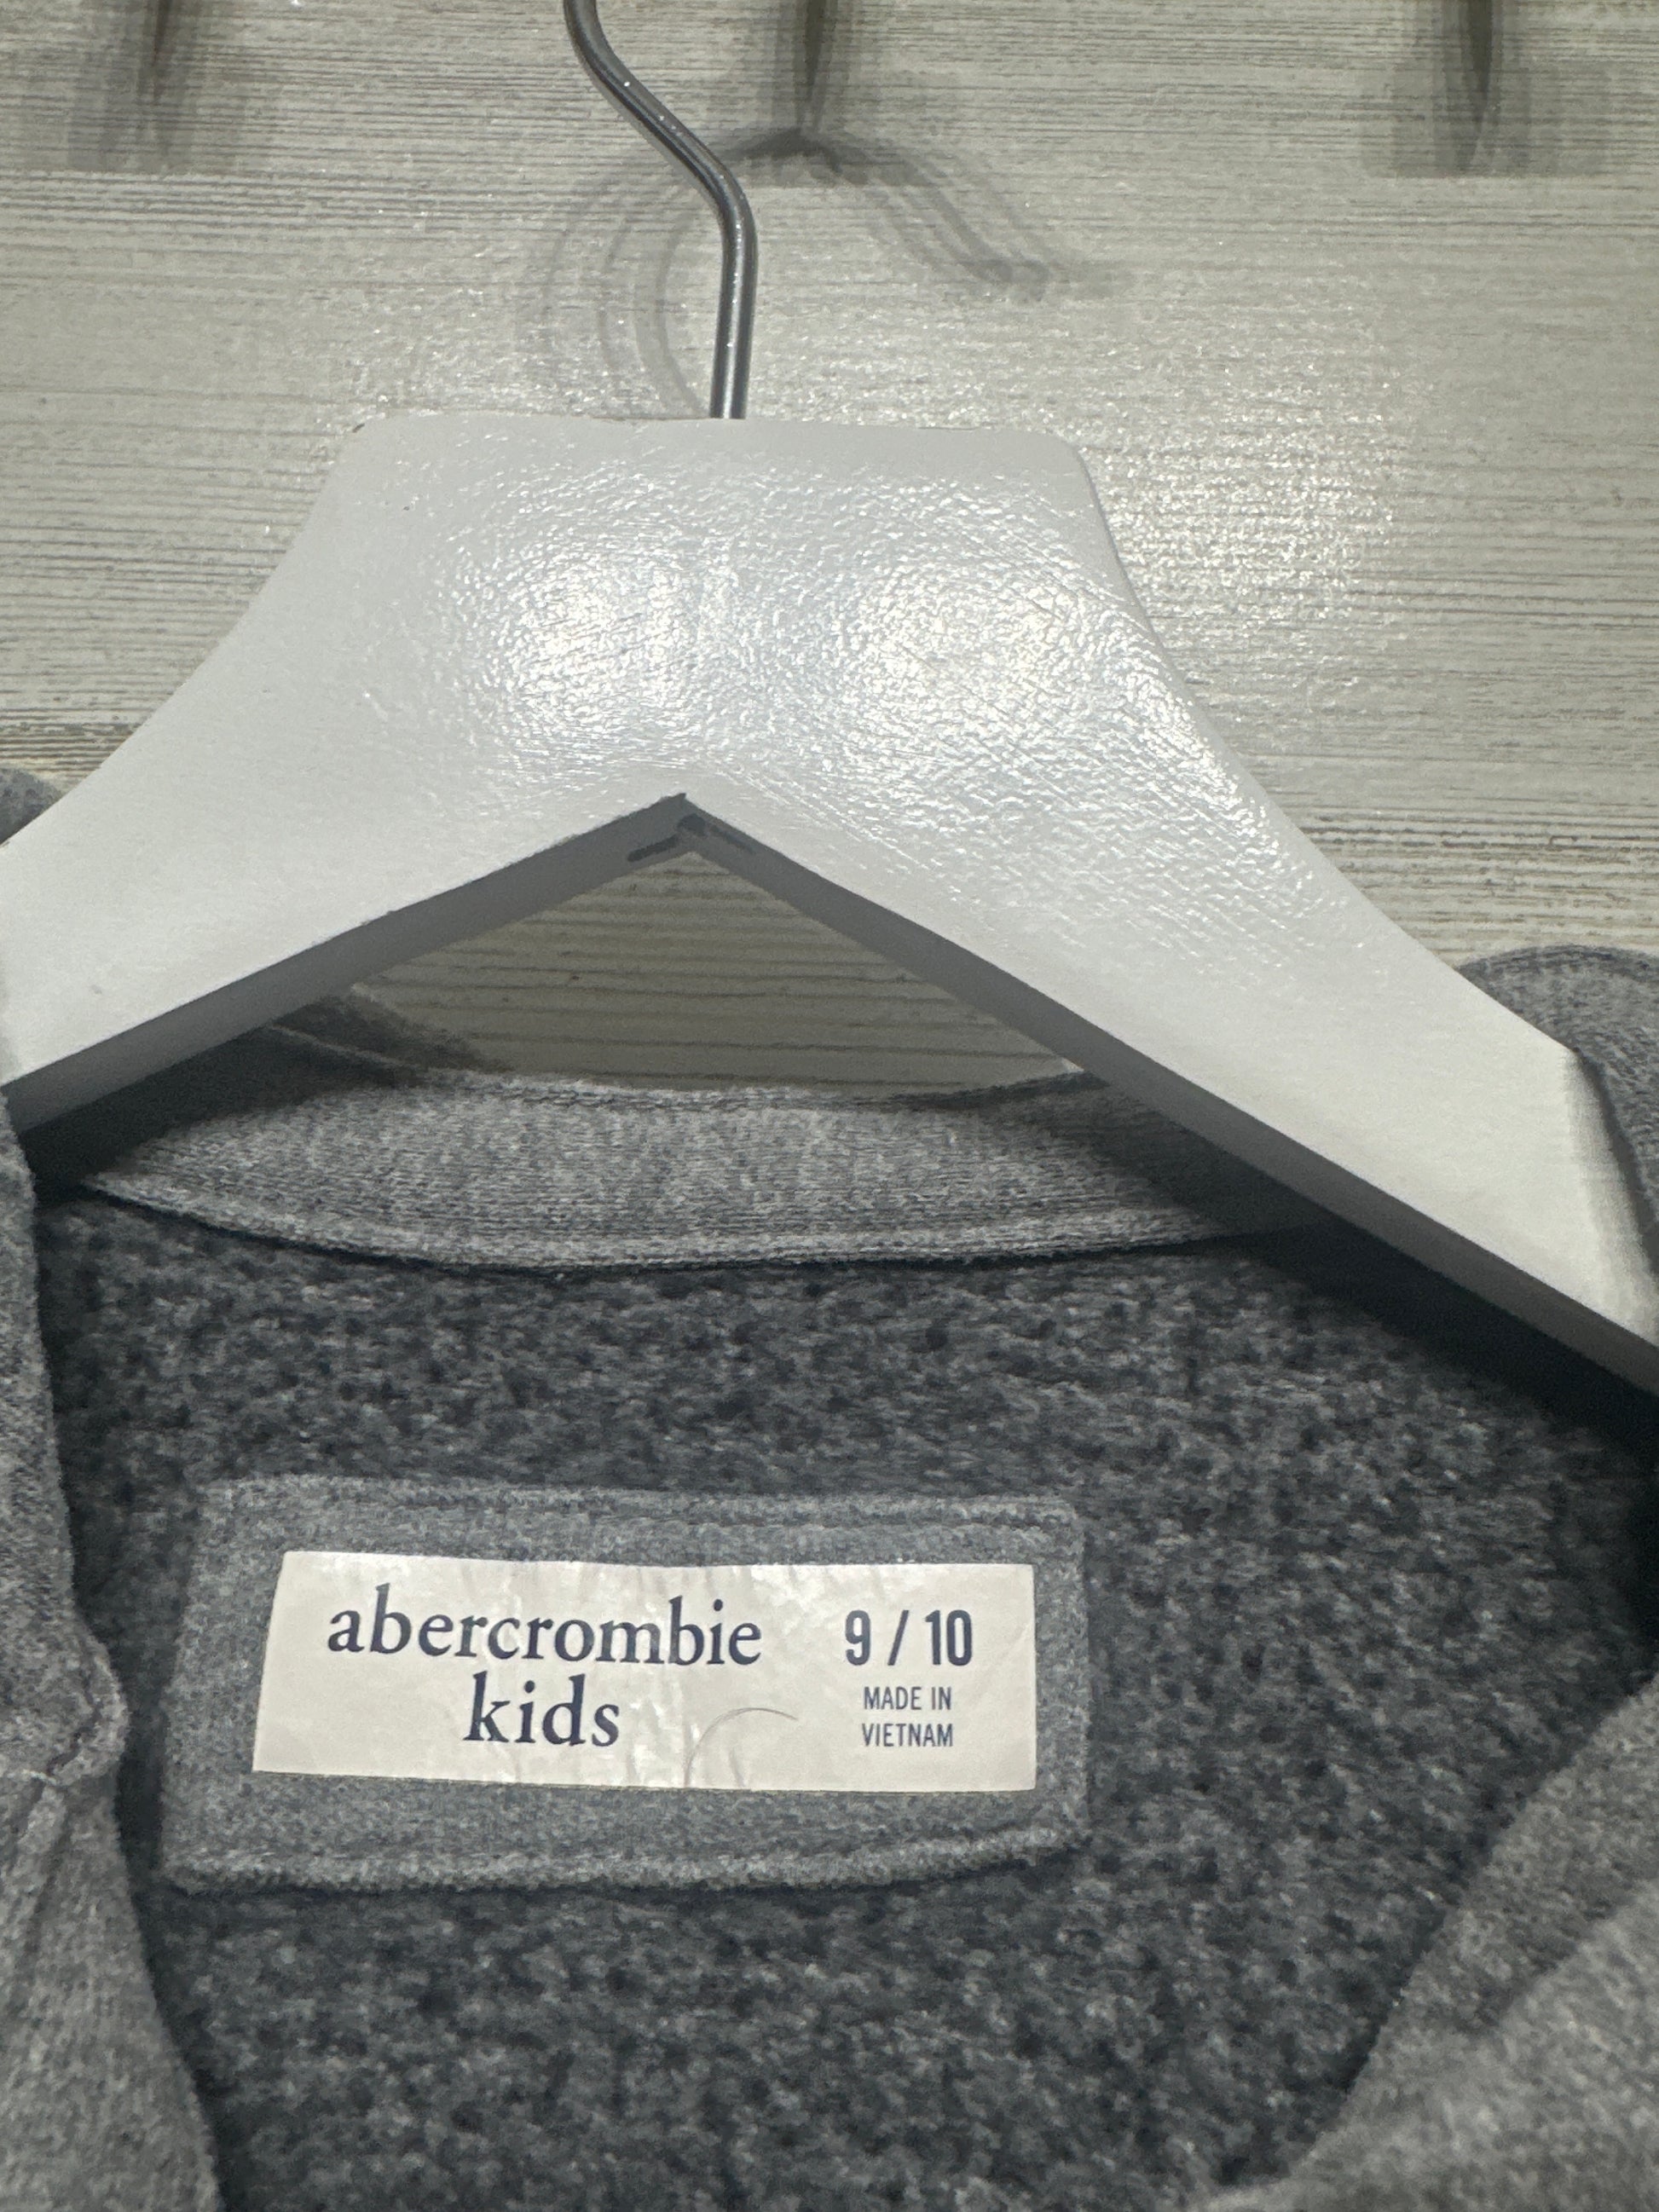 abercrombie
kids
9 / 10
MADE IN
VIETNAM